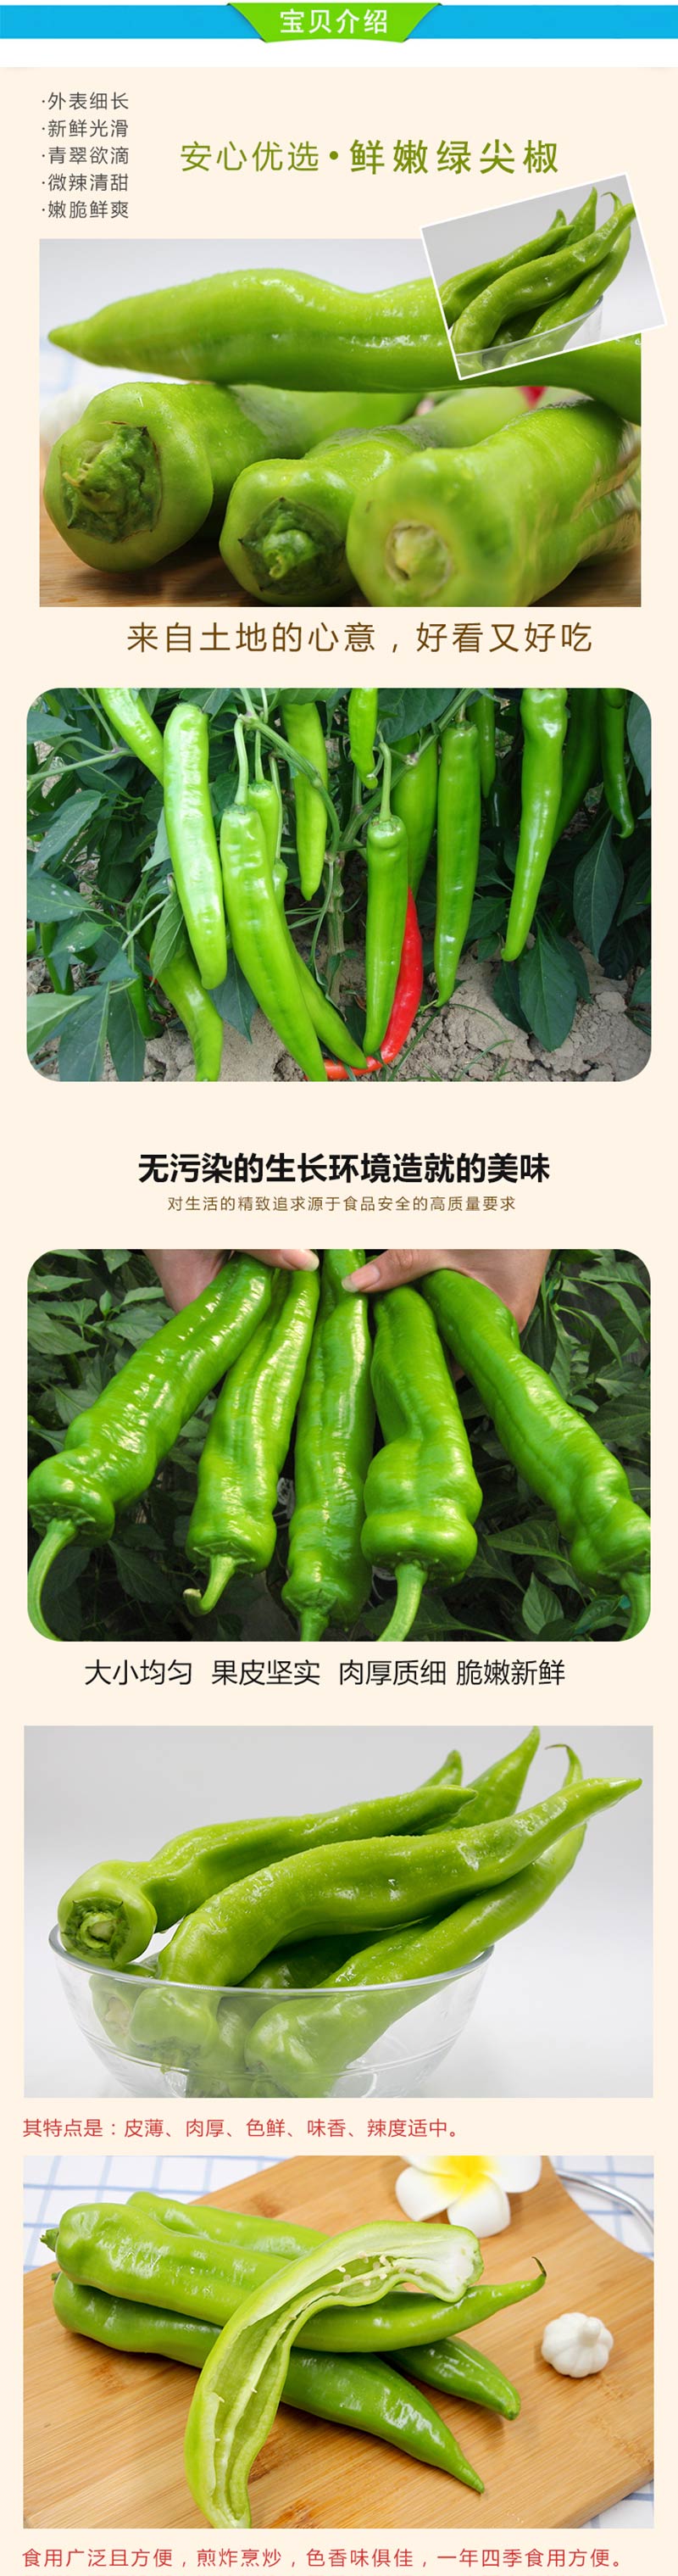 宝贝介绍
·外表细长
·新鲜光滑
·青翠欲滴
·微辣清甜
·嫩脆鲜爽
安心优选·鲜嫩绿尖椒
来自土地的心意，好看又好吃
无污染的生长环境造就的美味
对生活的精致追求源于食品安全的高质量要求
大小均匀 果皮坚实 肉厚质细 脆嫩新鲜
其特点是：皮薄、肉厚、色鲜、味香、辣度适中。
食用广泛且方便，煎炸烹炒，色香味俱佳，一年四季食用方便。